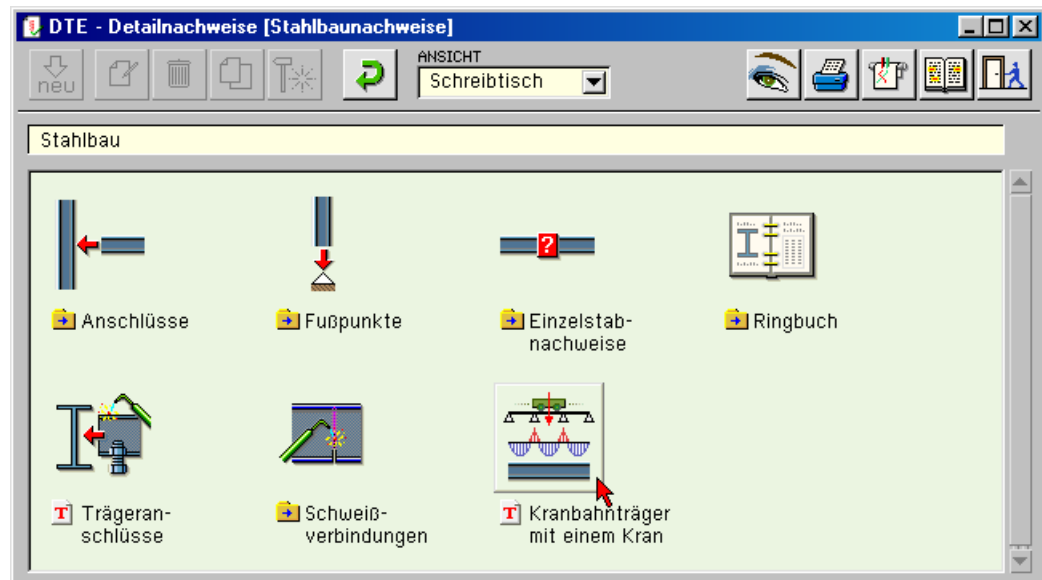 DTE - Detailnachweise [Stahlbaunachweise]
neu
ANSICHT
Schreibtisch
Stahlbau
?
Anschlüsse
Fußpunkte
Einzelstab-
nachweise
Ringbuch
T Trägeran-
schlüsse
Schweiß-
verbindungen
T Kranbahnträger
mit einem Kran